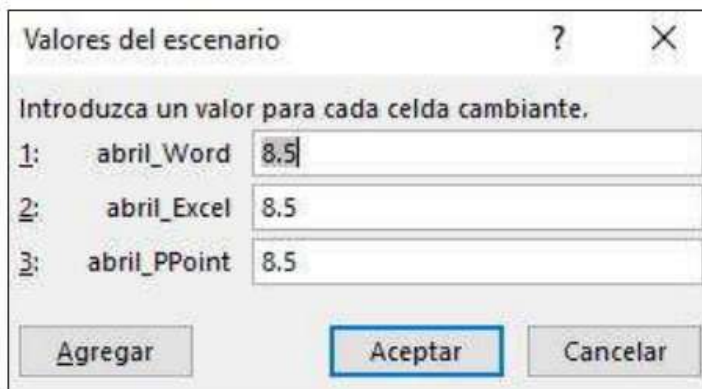 Valores del escenario ? ×
Introduzca un valor para cada celda cambiante.
1: abril_Word 8.5
2: abril_Excel 8.5
3: abril_PPoint 8.5
Agregar Aceptar Cancelar